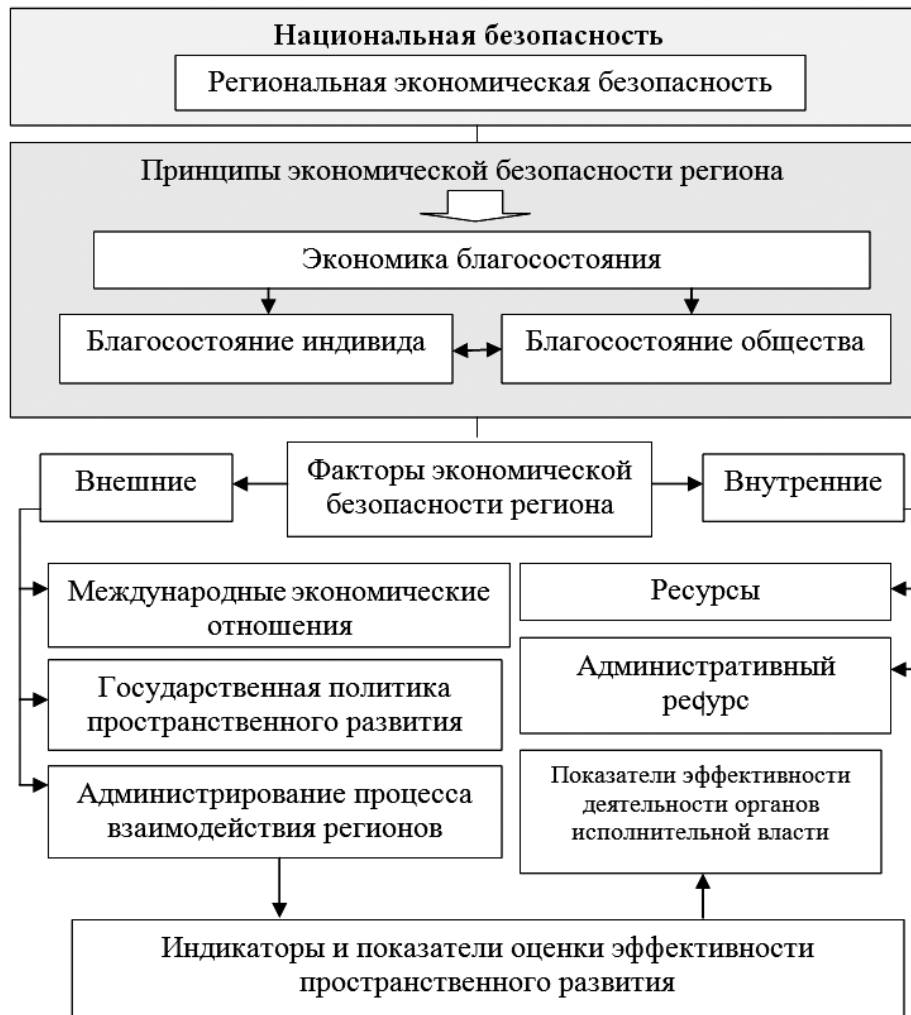 Национальная безопасность
Региональная экономическая безопасность
Принципы экономической безопасности региона
Экономика благосостояния
Благосостояние индивида
Благосостояние общества
Внешние
Факторы экономической
безопасности региона
Внутренние
Международные экономические
отношения
Государственная политика
пространственного развития
Администрирование процесса
взаимодействия регионов
Ресурсы
Административный
ресурс
Показатели эффективности
деятельности органов
исполнительной власти
Индикаторы и показатели оценки эффективности
пространственного развития